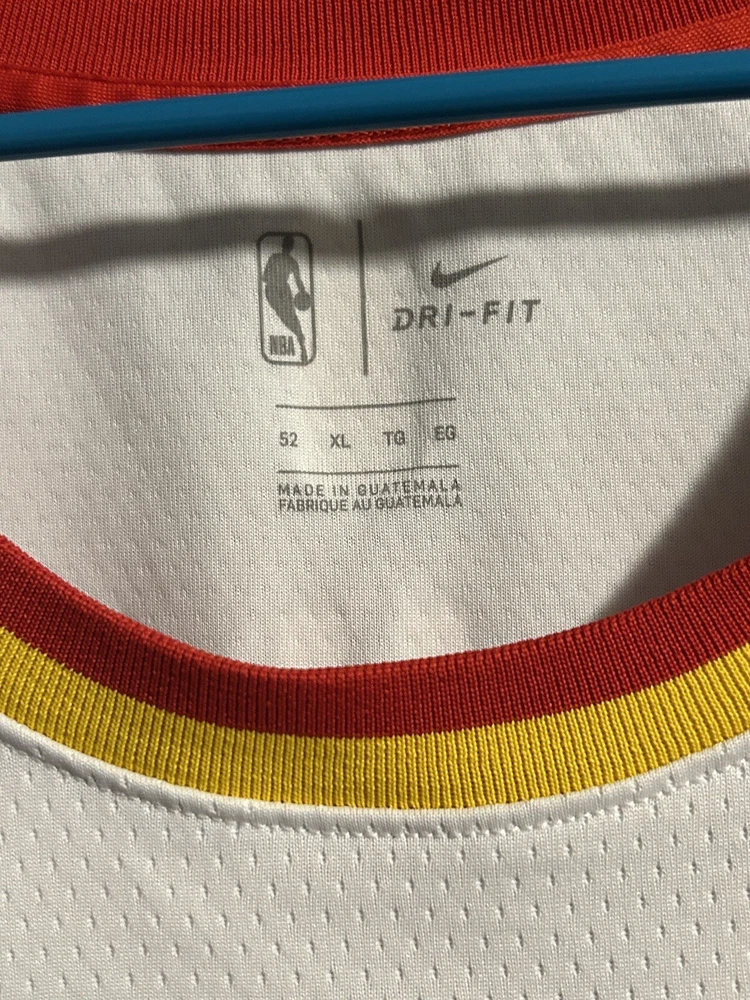 NBA
DRI-FIT
52 XL TG EG
MADE IN GUATEMALA
FABRIQUE AU GUATEMALA